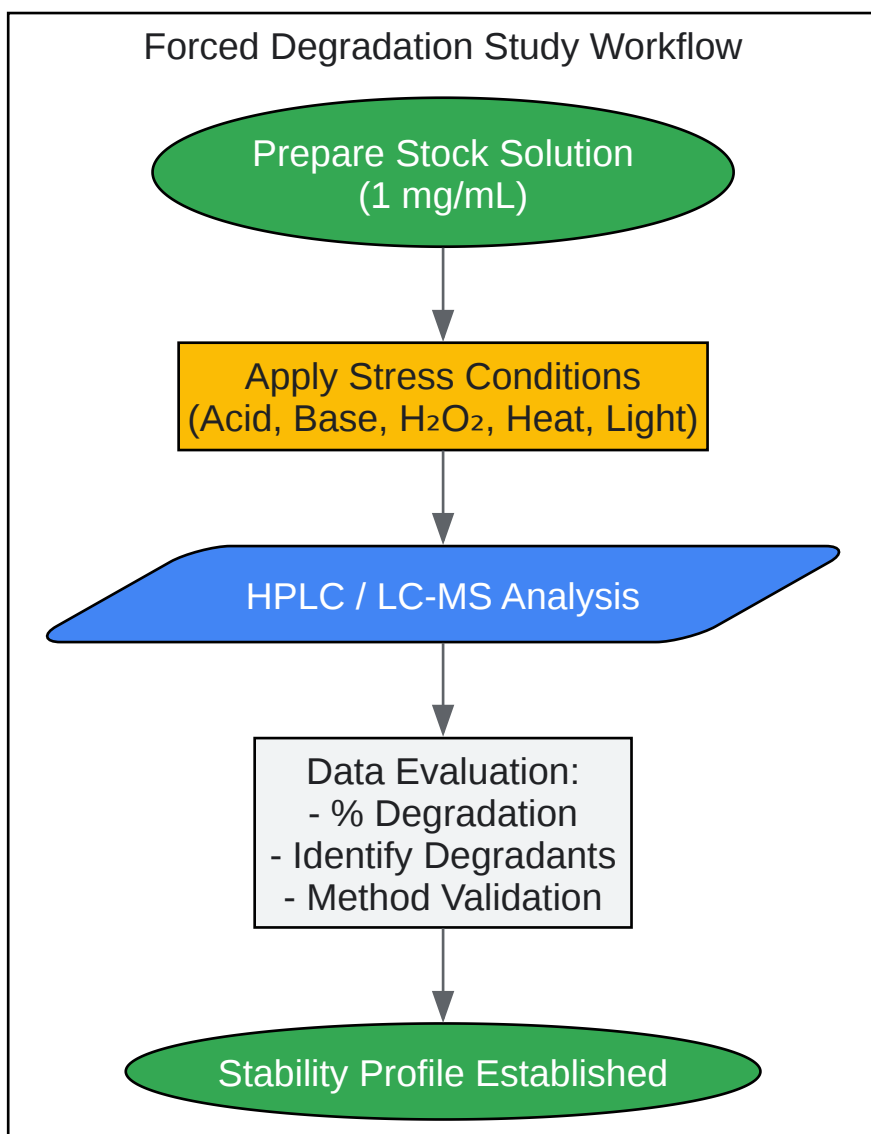 Forced Degradation Study Workflow
Prepare Stock Solution
(1 mg/mL)
Apply Stress Conditions
(Acid, Base, H₂O₂, Heat, Light)
HPLC / LC-MS Analysis
Data Evaluation:
- % Degradation
- Identify Degradants
- Method Validation
Stability Profile Established